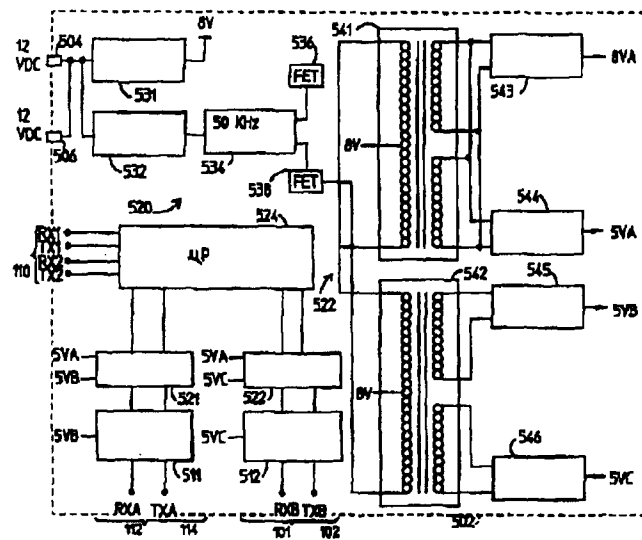 12 VDC 504
12 VDC 506
531
8V
532
50 KHz
534
536
FET
538
FET
541
8V
543
8VA
544
5VA
520
524
μP
RX1
TX1
RX2
TX2
110
522
542
8V
545
5VB
546
5VC
5VA
5VB
521
5VA
5VC
522
5VB
511
5VC
512
RXA TXA
112 114
RXB TXB
101 102
502